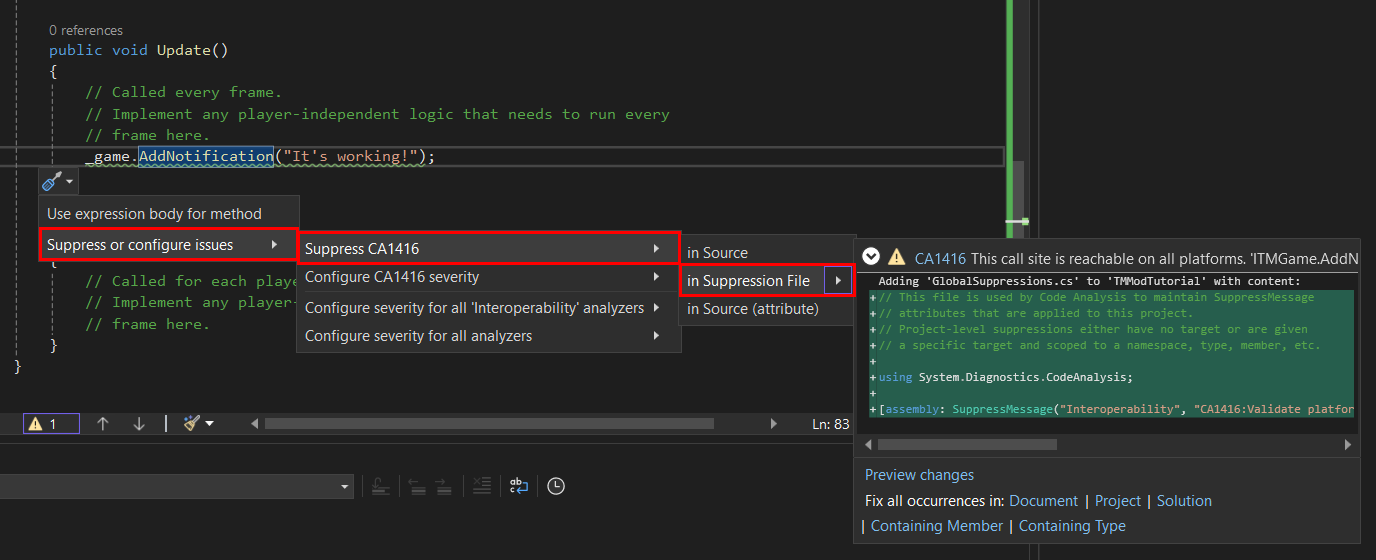 0 references
public void Update()
{
// Called every frame.
// Implement any player-independent logic that needs to run every
// frame here.
_game.AddNotification("It's working!");
Use expression body for method
Suppress or configure issues
Suppress CA1416
Configure CA1416 severity
Configure severity for all 'Interoperability' analyzers
Configure severity for all analyzers
in Source
in Suppression File
in Source (attribute)
CA1416 This call site is reachable on all platforms. 'ITMGame.AddN
Adding 'GlobalSuppressions.cs' to 'TMModTutorial' with content:
+// This file is used by Code Analysis to maintain SuppressMessage
+// attributes that are applied to this project.
+// Project-level suppressions either have no target or are given
+// a specific target and scoped to a namespace, type, member, etc.
+
+using System.Diagnostics.CodeAnalysis;
+
+[assembly: SuppressMessage("Interoperability", "CA1416:Validate platfor
Preview changes
Fix all occurrences in: Document | Project | Solution
| Containing Member | Containing Type
{
// Called for each playe
// Implement any player-
// frame here.
}
}
1
Ln: 83
ab
c